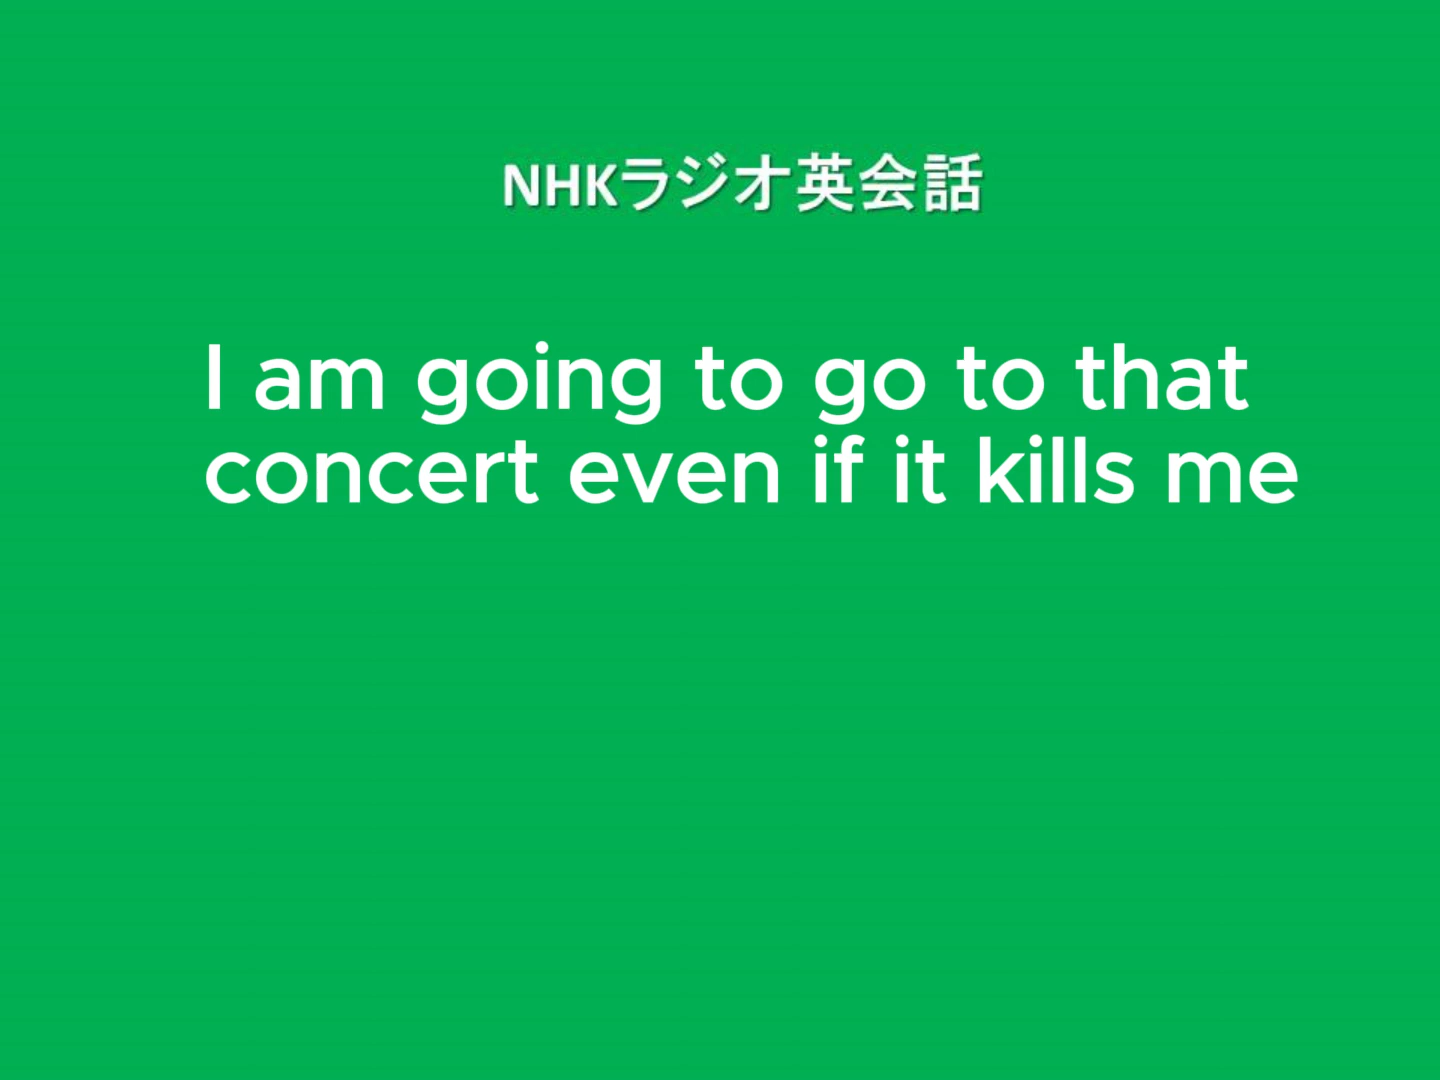 NHKラジオ英会話
I am going to go to that
concert even if it kills me